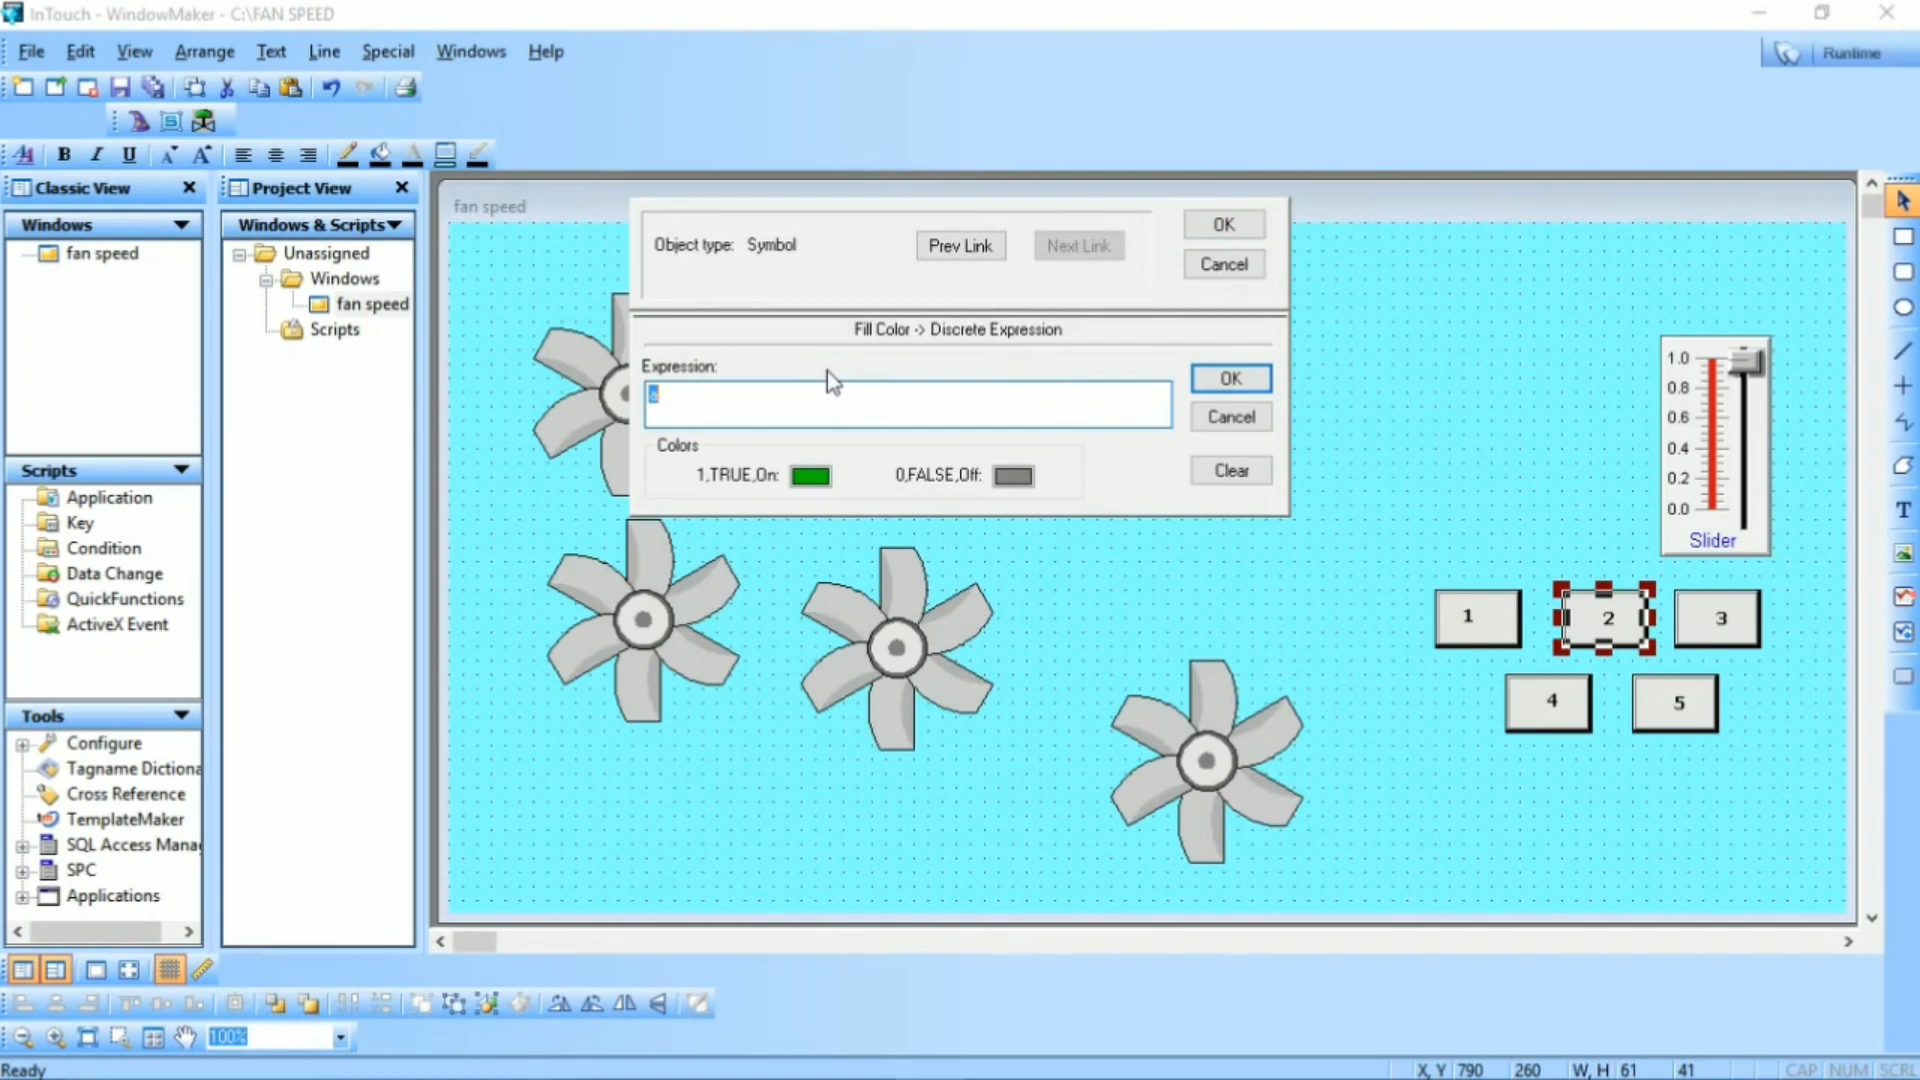 InTouch - WindowMaker - C:\FAN SPEED
File Edit View Arrange Text Line Special Windows Help
Runtime
B I U A A
Classic View
Project View
Windows
Windows & Scripts
fan speed
Unassigned
Windows
fan speed
Scripts
Scripts
Application
Key
Condition
Data Change
QuickFunctions
ActiveX Event
Tools
Configure
Tagname Dictiona
Cross Reference
TemplateMaker
SQL Access Mana
SPC
Applications
fan speed
Object type: Symbol
Prev Link
Next Link
OK
Cancel
Fill Color -> Discrete Expression
Expression:
a
OK
Cancel
Clear
Colors
1,TRUE,On:
0,FALSE,Off:
1.0
0.8
0.6
0.4
0.2
0.0
Slider
1 2 3
4 5
T
100%
Ready
X, Y 790 260 W, H 61 41 CAP NUM SCRL